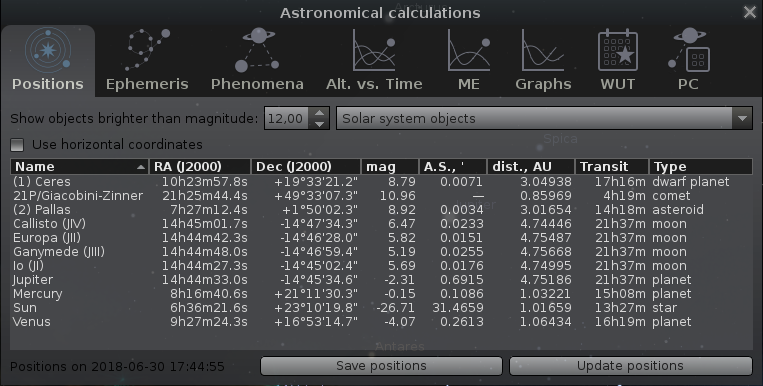 Astronomical calculations
Positions Ephemeris Phenomena Alt. vs. Time ME Graphs WUT PC
Show objects brighter than magnitude: 12,00 Solar system objects
Spica
Use horizontal coordinates
Name RA (J2000) Dec (J2000) mag A.S., ' dist., AU Transit Type
(1) Ceres 10h23m57.8s +19°33'21.2" 8.79 0.0071 3.04938 17h16m dwarf planet
21P/Giacobini-Zinner 21h25m44.4s +49°33'07.3" 10.96 — 0.85969 4h19m comet
(2) Pallas 7h27m12.4s +1°50'02.3" 8.92 0.0034 3.01654 14h18m asteroid
Callisto (JIV) 14h45m01.7s -14°47'34.3" 6.47 0.0233 4.74446 21h37m moon
Europa (JII) 14h44m42.3s -14°46'28.0" 5.82 0.0151 4.75487 21h37m moon
Ganymede (JIII) 14h44m48.0s -14°46'59.4" 5.19 0.0255 4.75668 21h37m moon
Io (JI) 14h44m27.3s -14°45'02.4" 5.69 0.0176 4.74995 21h37m moon
Jupiter 14h44m33.0s -14°45'34.6" -2.31 0.6915 4.75186 21h37m planet
Mercury 8h16m40.6s +21°11'30.3" -0.15 0.1086 1.03221 15h08m planet
Sun 6h36m21.6s +23°10'19.8" -26.71 31.4659 1.01659 13h27m star
Venus 9h27m24.3s +16°53'14.7" -4.07 0.2613 1.06434 16h19m planet
Antares
Positions on 2018-06-30 17:44:55 Save positions Update positions